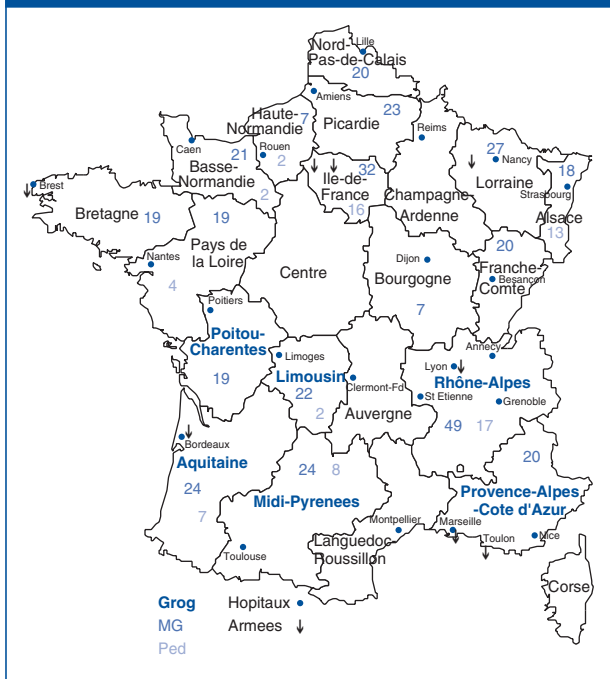 Nord-
Lille
Pas-de-Calais
20
Amiens
Haute-
Normandie
7
23
Picardie
Reims
Caen
21
Rouen
2
Basse-
Normandie
2
32
Ile-de-
France
16
27
Nancy
Lorraine
18
Strasbourg
Alsace
13
Champagne
Ardenne
Brest
Bretagne
19
19
Pays de
la Loire
Nantes
4
Centre
Dijon
Bourgogne
7
20
Franche-
Besançon
Comte
Poitiers
Poitou-
Charentes
19
Limoges
Limousin
22
2
Clermont-Fd
Auvergne
Annecy
Lyon
Rhône-Alpes
St Etienne
Grenoble
49
17
Bordeaux
Aquitaine
24
7
24
8
Midi-Pyrenees
Toulouse
Montpellier
Languedoc-
Roussillon
20
Provence-Alpes
-Cote d'Azur
Marseille
Toulon
Nice
Corse
Grog
Hopitaux
MG
Armees
Ped